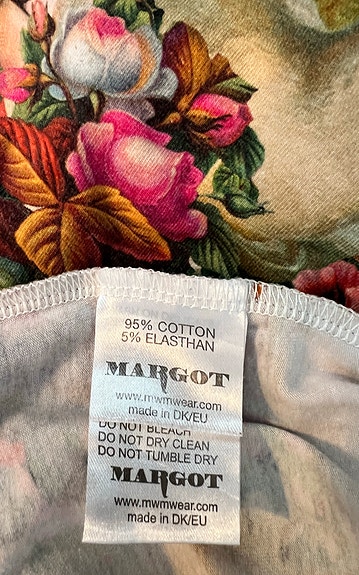 95% COTTON
5% ELASTHAN
MARGOT
www.mwmwear.com
made in DK/EU
DO NOT BLEACH
DO NOT DRY CLEAN
DO NOT TUMBLE DRY
MARGOT
www.mwmwear.com
made in DK/EU